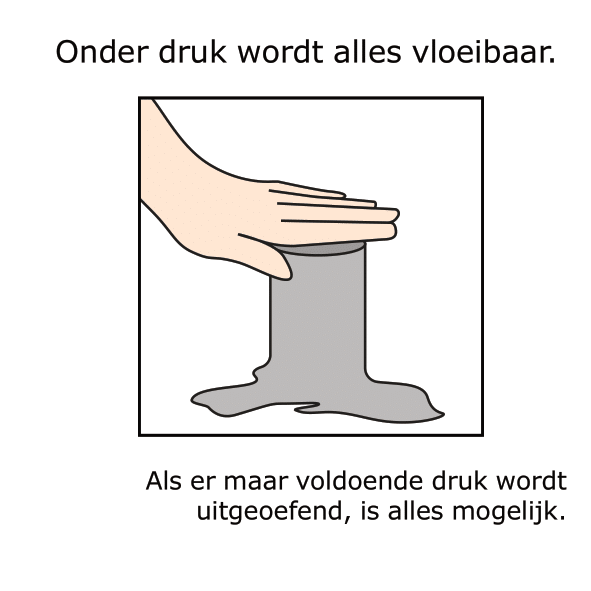 Onder druk wordt alles vloeibaar.
Als er maar voldoende druk wordt
uitgeoefend, is alles mogelijk.